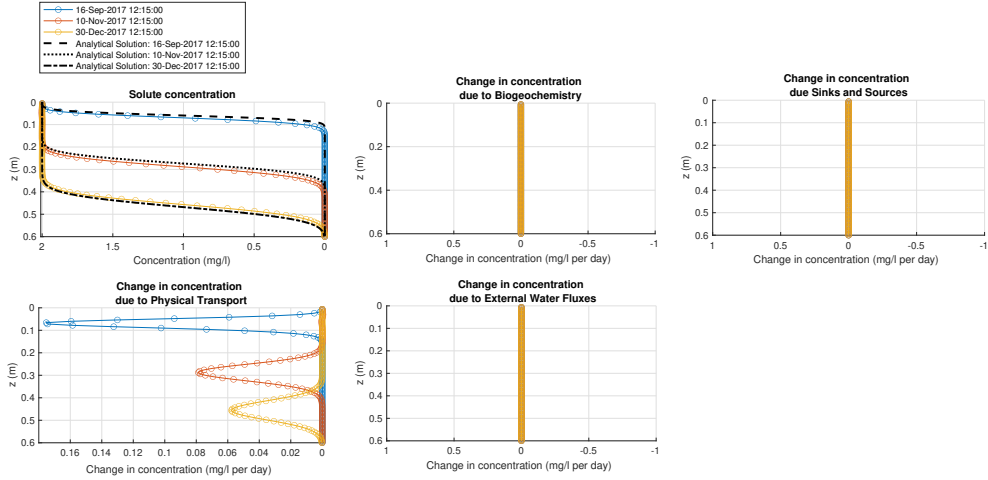 16-Sep-2017 12:15:00
10-Nov-2017 12:15:00
30-Dec-2017 12:15:00
Analytical Solution: 16-Sep-2017 12:15:00
Analytical Solution: 10-Nov-2017 12:15:00
Analytical Solution: 30-Dec-2017 12:15:00
Solute concentration
0
0.1
0.2
0.3
0.4
0.5
0.6
z (m)
2
1.5
1
0.5
0
Concentration (mg/l)
Change in concentration
due to Biogeochemistry
0
0.2
0.4
0.6
z (m)
1
0.5
0
-0.5
-1
Change in concentration (mg/l per day)
Change in concentration
due Sinks and Sources
0
0.1
0.2
0.3
0.4
0.5
0.6
z (m)
1
0.5
0
-0.5
-1
Change in concentration (mg/l per day)
Change in concentration
due to Physical Transport
0
0.1
0.2
0.3
0.4
0.5
0.6
z (m)
0.16
0.14
0.12
0.1
0.08
0.06
0.04
0.02
0
Change in concentration (mg/l per day)
Change in concentration
due to External Water Fluxes
0
0.1
0.2
0.3
0.4
0.5
0.6
z (m)
1
0.5
0
-0.5
-1
Change in concentration (mg/l per day)